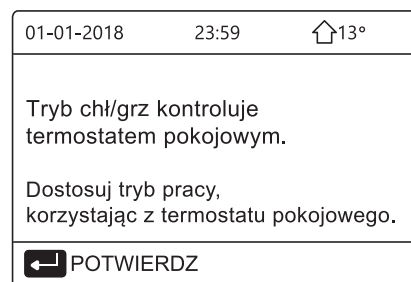 01-01-2018 23:59 13°
Tryb chł/grz kontroluje
termostatem pokojowym.
Dostosuj tryb pracy,
korzystając z termostatu pokojowego.
POTWIERDZ